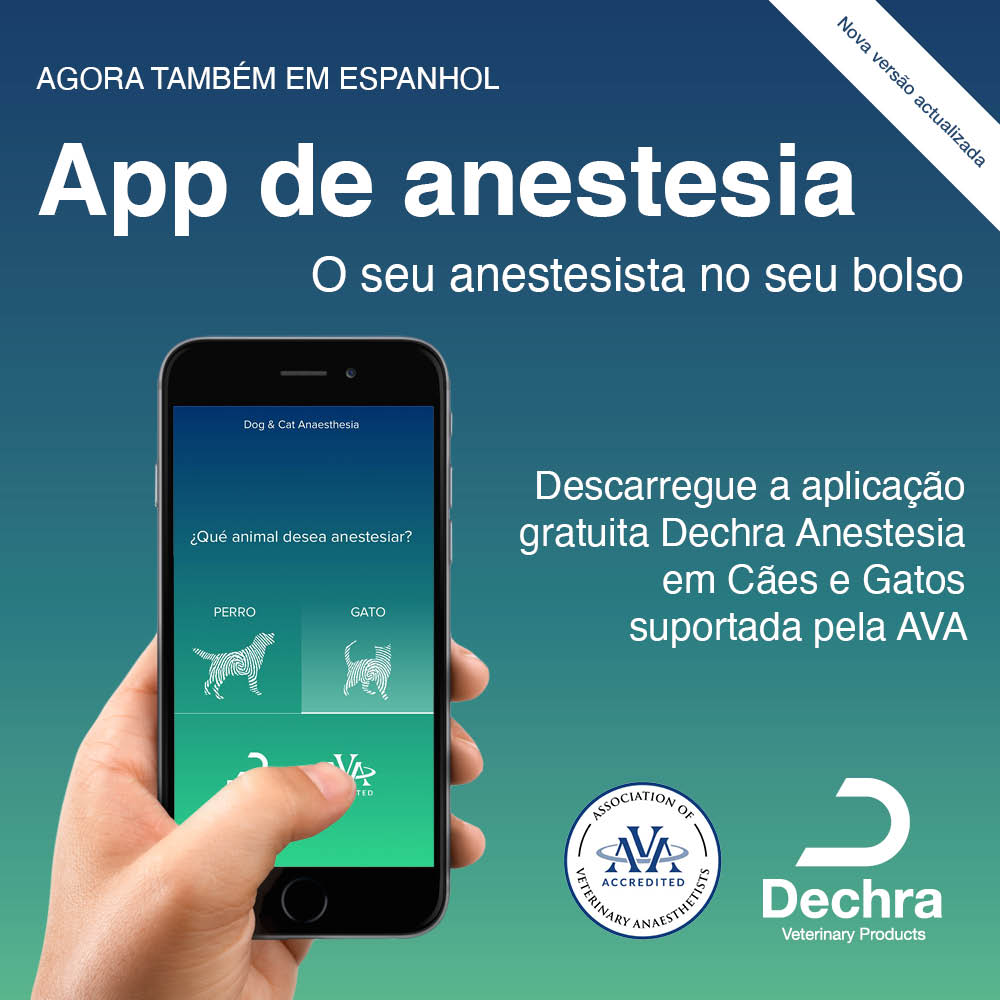 Nova versão actualizada
AGORA TAMBÉM EM ESPANHOL
App de anestesia
O seu anestesista no seu bolso
Dog & Cat Anaesthesia
¿Qué animal desea anestesiar?
PERRO
GATO
Descarregue a aplicação
gratuita Dechra Anestesia
em Cães e Gatos
suportada pela AVA
AVA
ASSOCIATION OF
AVA
ACCREDITED
VETERINARY ANAESTHETISTS
Dechra
Veterinary Products